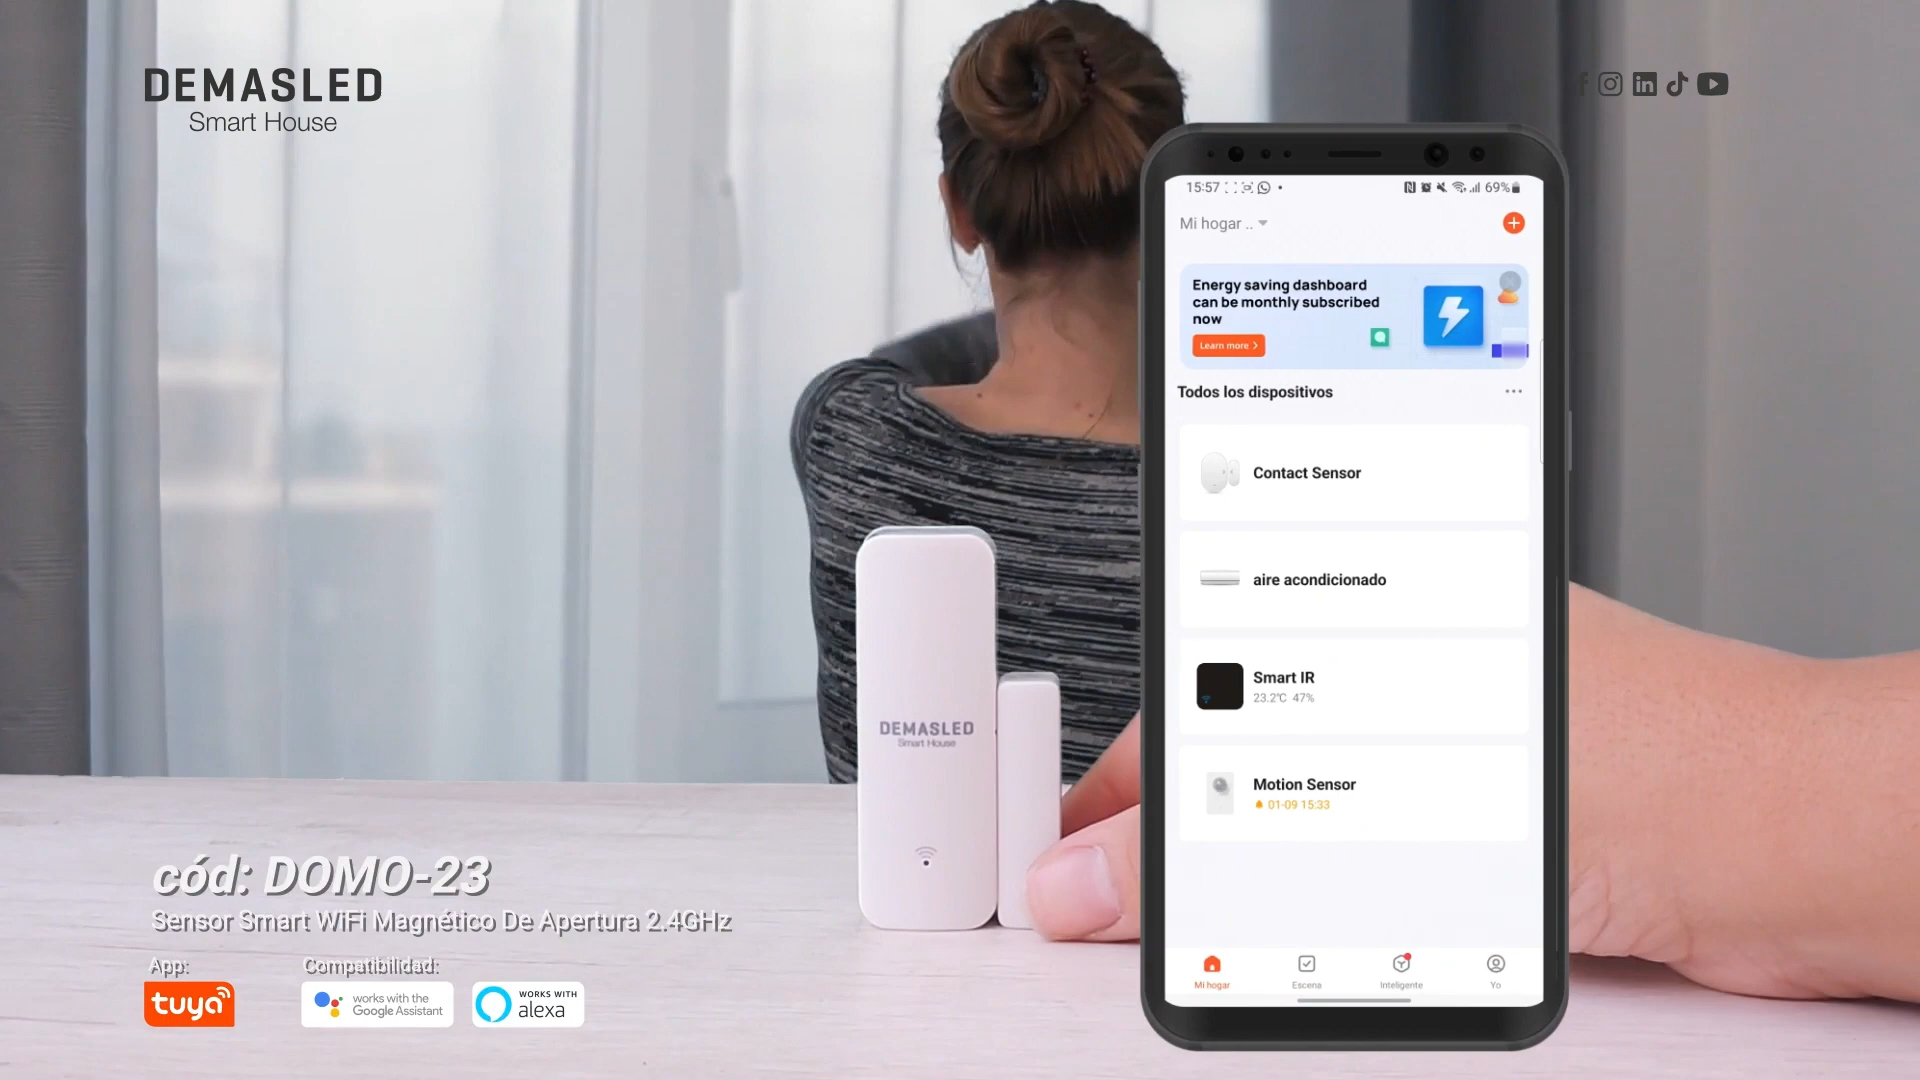 DEMASLED
Smart House
15:57
69%
Mi hogar ..
Energy saving dashboard
can be monthly subscribed
now
Learn more >
Todos los dispositivos
Contact Sensor
aire acondicionado
Smart IR
23.2℃ 47%
Motion Sensor
01-09 15:33
Mi hogar
Escena
Inteligente
Yo
DEMASLED
Smart House
cód: DOMO-23
Sensor Smart WiFi Magnético De Apertura 2.4GHz
App:
Compatibilidad:
tuya
works with the
Google Assistant
WORKS WITH
alexa